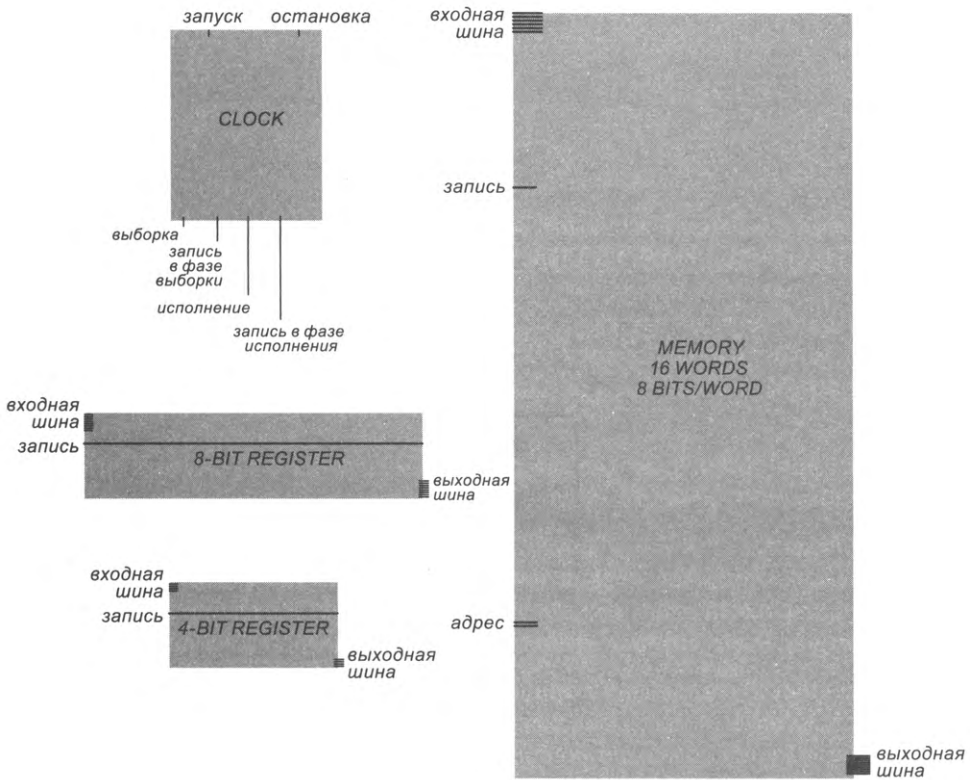 запуск
остановка
CLOCK
выборка
запись
в фазе
выборки
исполнение
запись в фазе
исполнения
входная
шина
запись
8-BIT REGISTER
выходная
шина
входная
шина
запись
4-BIT REGISTER
выходная
шина
входная
шина
запись
MEMORY
16 WORDS
8 BITS/WORD
адрес
выходная
шина